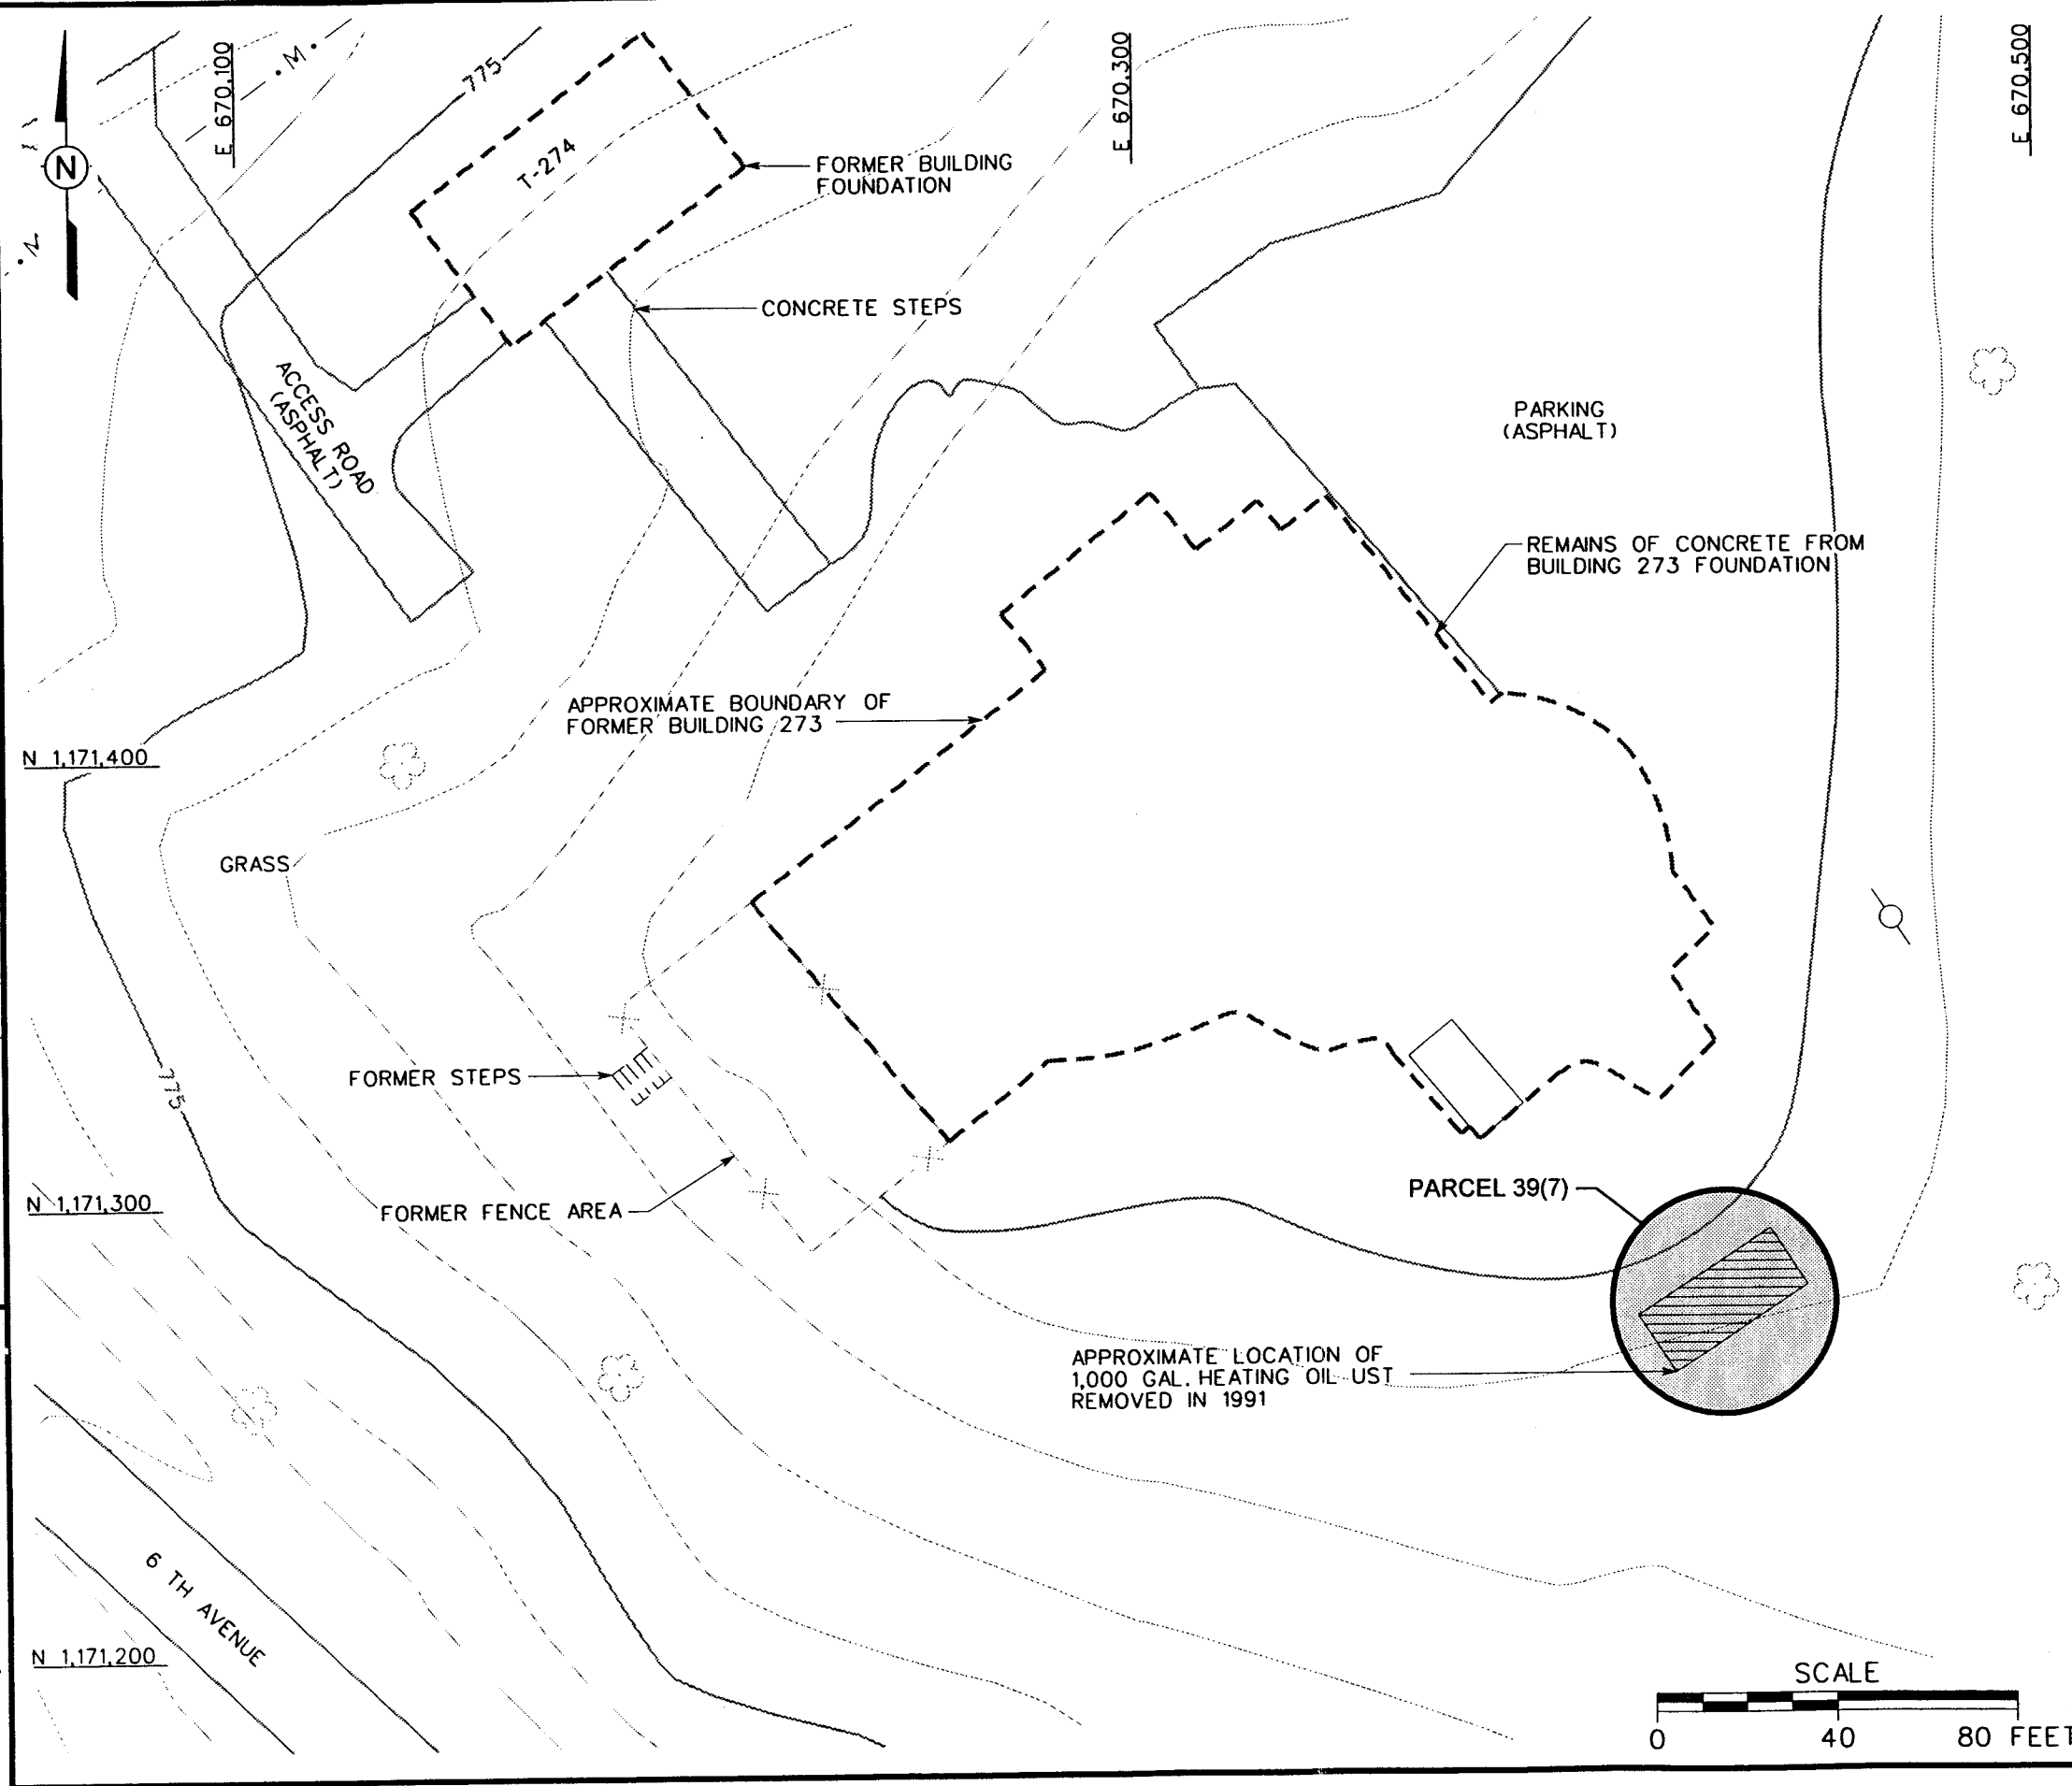 E 670,100
E 670,300
E 670,500
M
775
T-274
N
FORMER BUILDING
FOUNDATION
CONCRETE STEPS
ACCESS ROAD
(ASPHALT)
PARKING
(ASPHALT)
REMAINS OF CONCRETE FROM
BUILDING 273 FOUNDATION
APPROXIMATE BOUNDARY OF
FORMER BUILDING 273
N 1,171,400
GRASS
FORMER STEPS
775
PARCEL 39(7)
N 1,171,300
FORMER FENCE AREA
APPROXIMATE LOCATION OF
1,000 GAL. HEATING OIL UST
REMOVED IN 1991
6 TH AVENUE
N 1,171,200
SCALE
0 40 80 FEET